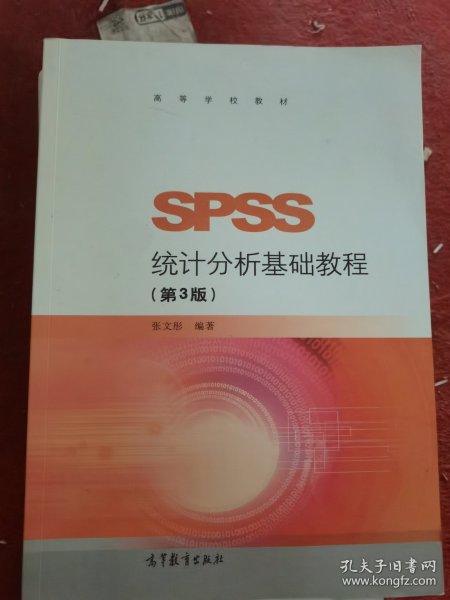 高等学校教材
SPSS
统计分析基础教程
(第3版)
张文彤 编著
高等教育出版社
孔夫子旧书网
www.kongfz.com